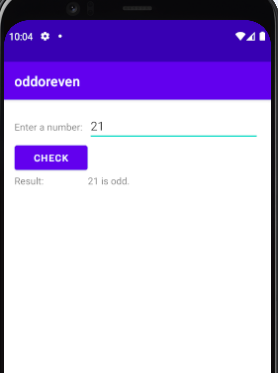 10:04
oddoreven
Enter a number: 21
CHECK
Result: 21 is odd.